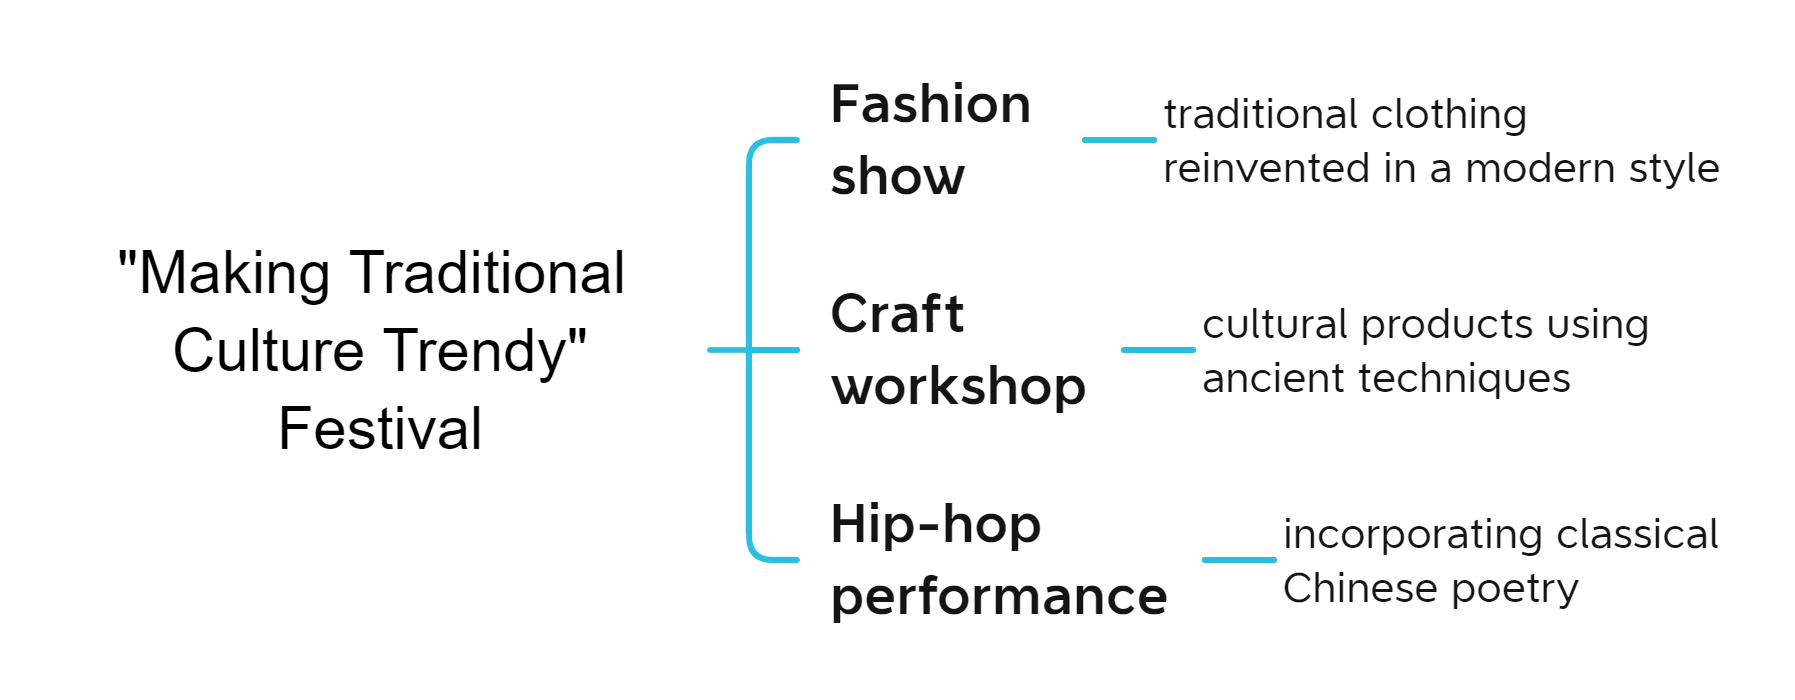 "Making Traditional
Culture Trendy"
Festival
Fashion
show
traditional clothing
reinvented in a modern style
Craft
workshop
cultural products using
ancient techniques
Hip-hop
performance
incorporating classical
Chinese poetry